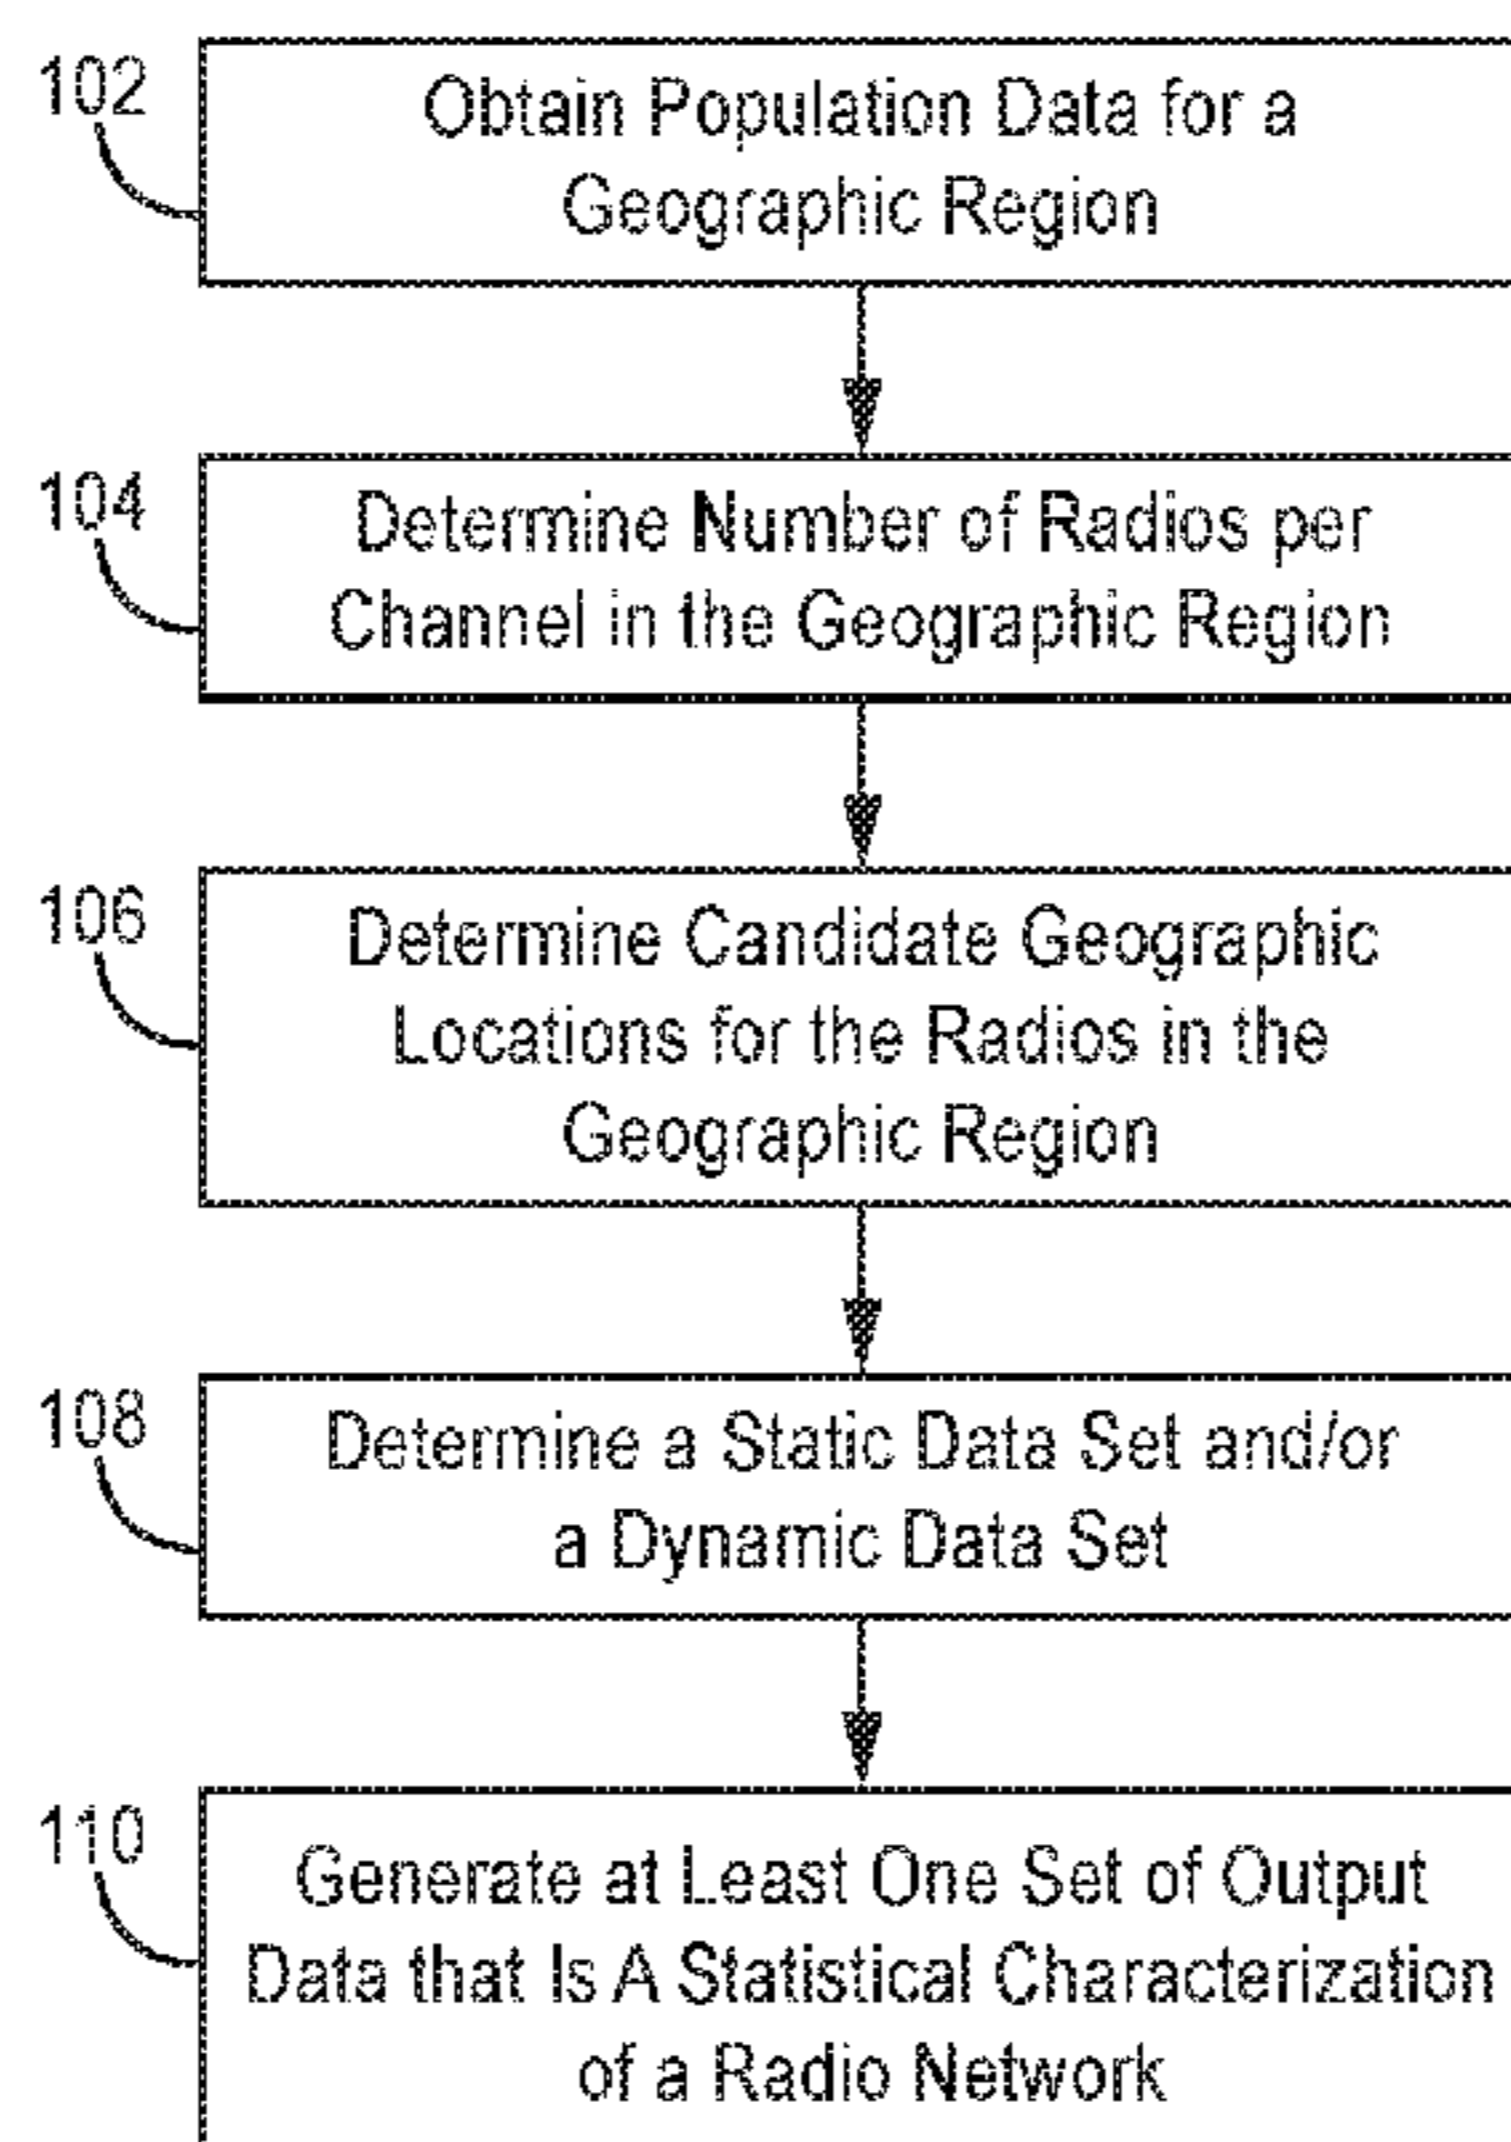 102
Obtain Population Data for a
Geographic Region
104
Determine Number of Radios per
Channel in the Geographic Region
106
Determine Candidate Geographic
Locations for the Radios in the
Geographic Region
108
Determine a Static Data Set and/or
a Dynamic Data Set
110
Generate at Least One Set of Output
Data that Is A Statistical Characterization
of a Radio Network